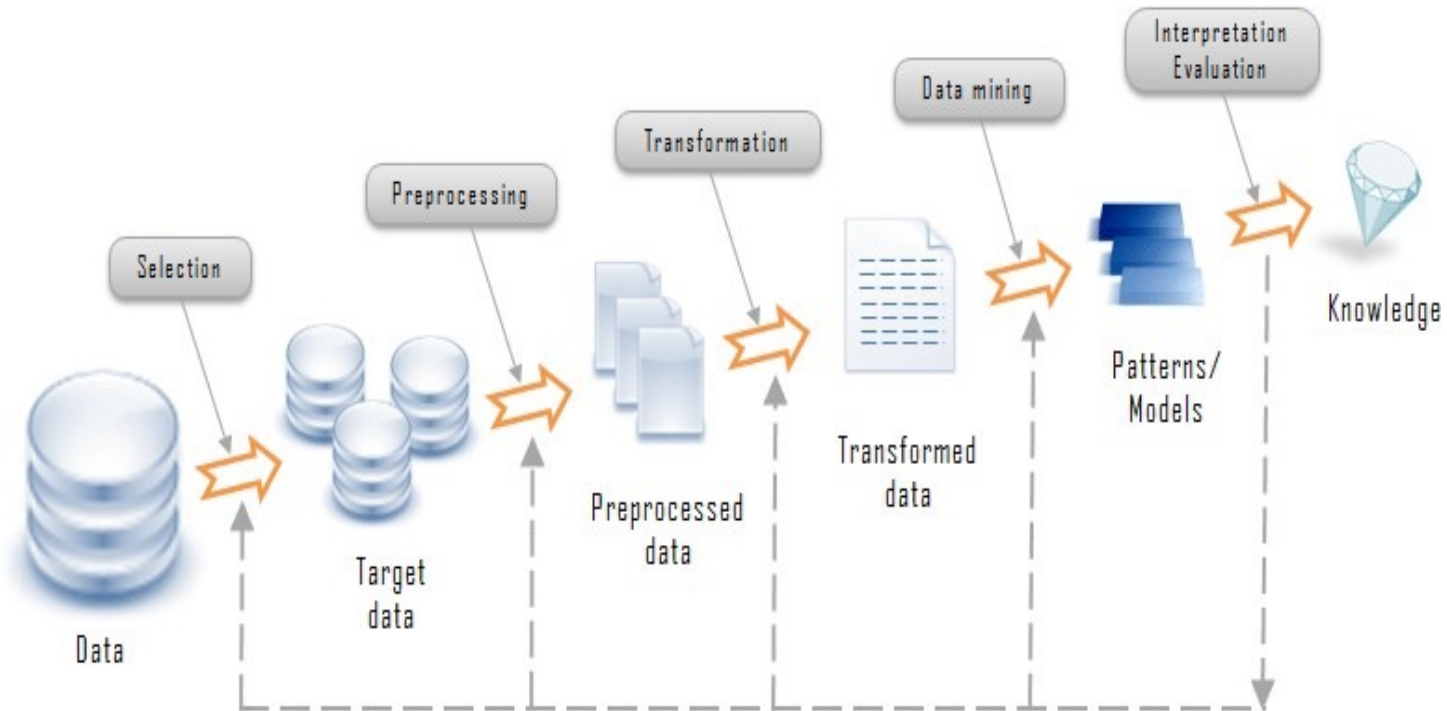 Interpretation
Evaluation
Data mining
Transformation
Preprocessing
Selection
Data
Target
data
Preprocessed
data
Transformed
data
Patterns/
Models
Knowledge